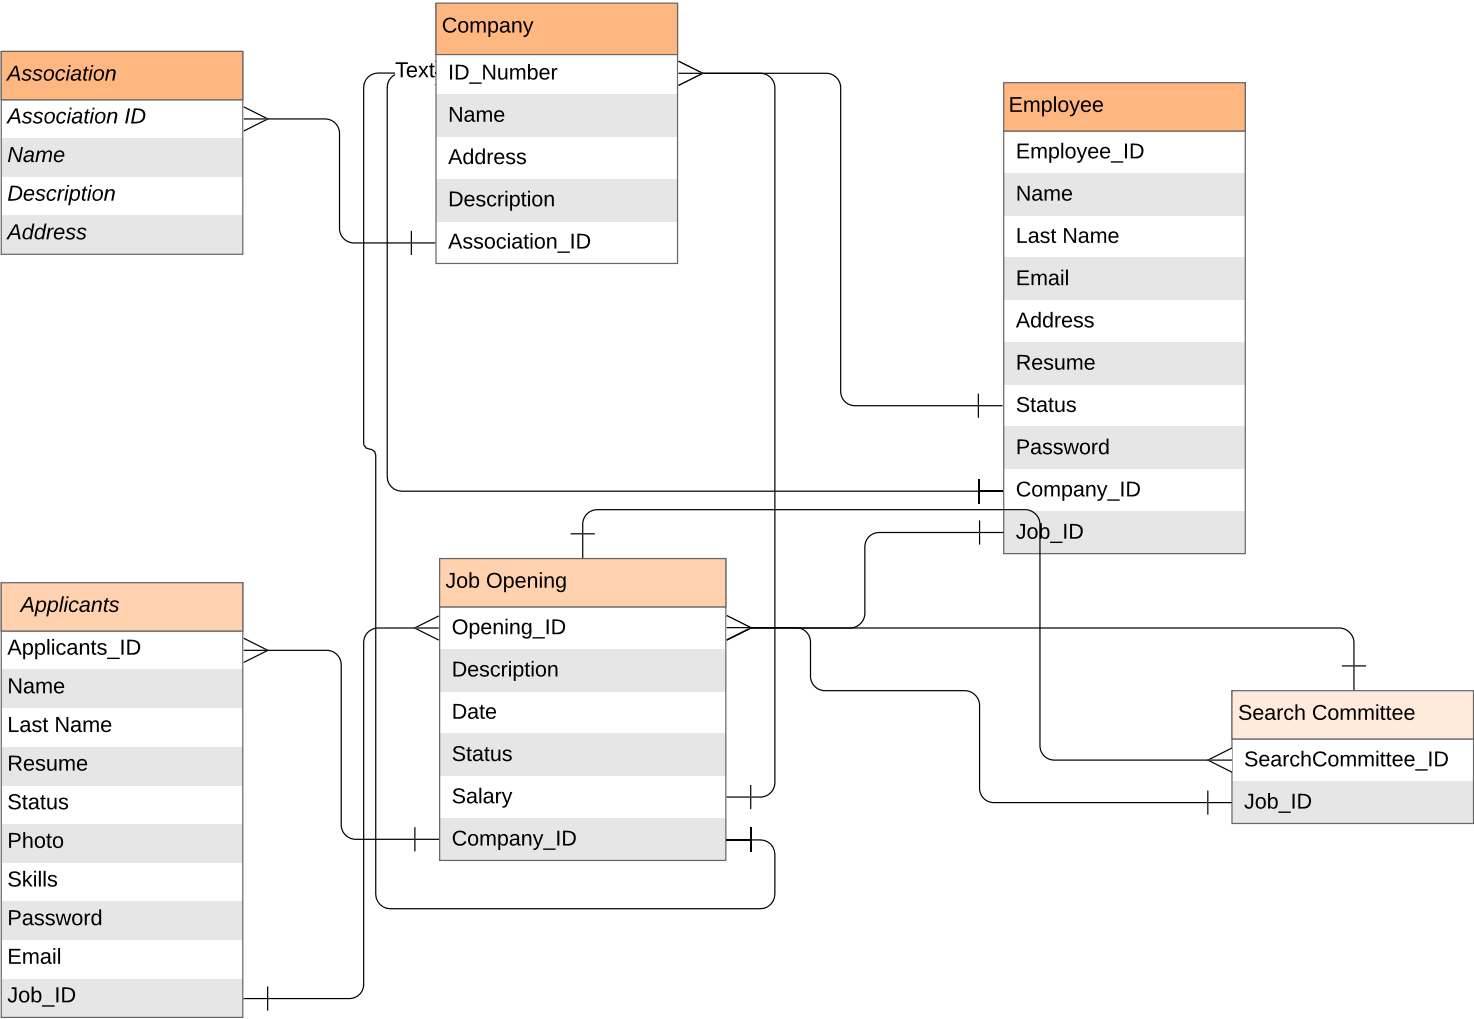 Company
Text
ID_Number
Name
Address
Description
Association_ID
Association
Association ID
Name
Description
Address
Employee
Employee_ID
Name
Last Name
Email
Address
Resume
Status
Password
Company_ID
Job_ID
Job Opening
Opening_ID
Description
Date
Status
Salary
Company_ID
Applicants
Applicants_ID
Name
Last Name
Resume
Status
Photo
Skills
Password
Email
Job_ID
Search Committee
SearchCommittee_ID
Job_ID